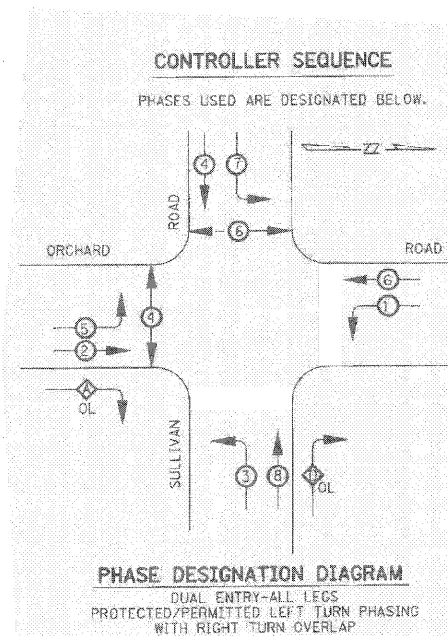 CONTROLLER SEQUENCE
PHASES USED ARE DESIGNATED BELOW.
4
7
ROAD
6
ORCHARD
ROAD
6
1
5
4
2
A
OL
SULLIVAN
3
8
D
OL
PHASE DESIGNATION DIAGRAM
DUAL ENTRY-ALL LEGS
PROTECTED/PERMITTED LEFT TURN PHASING
WITH RIGHT TURN OVERLAP